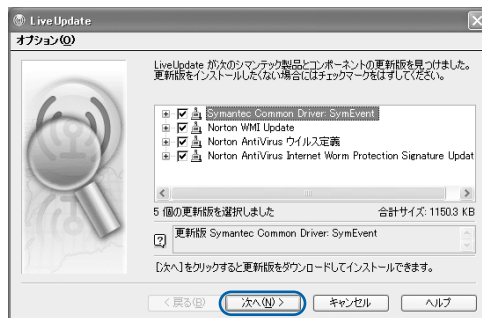 LiveUpdate
オプション(O)
LiveUpdate が次のシマンテック製品とコンポーネントの更新版を見つけました。
更新版をインストールしたくない場合にはチェックマークをはずしてください。
Symantec Common Driver: SymEvent
Norton WMI Update
Norton AntiVirus ウイルス定義
Norton AntiVirus Internet Worm Protection Signature Updat
5 個の更新版を選択しました 合計サイズ: 1150.3 KB
更新版 Symantec Common Driver: SymEvent
[次へ]をクリックすると更新版をダウンロードしてインストールできます。
< 戻る(B) 次へ(N) > キャンセル ヘルプ